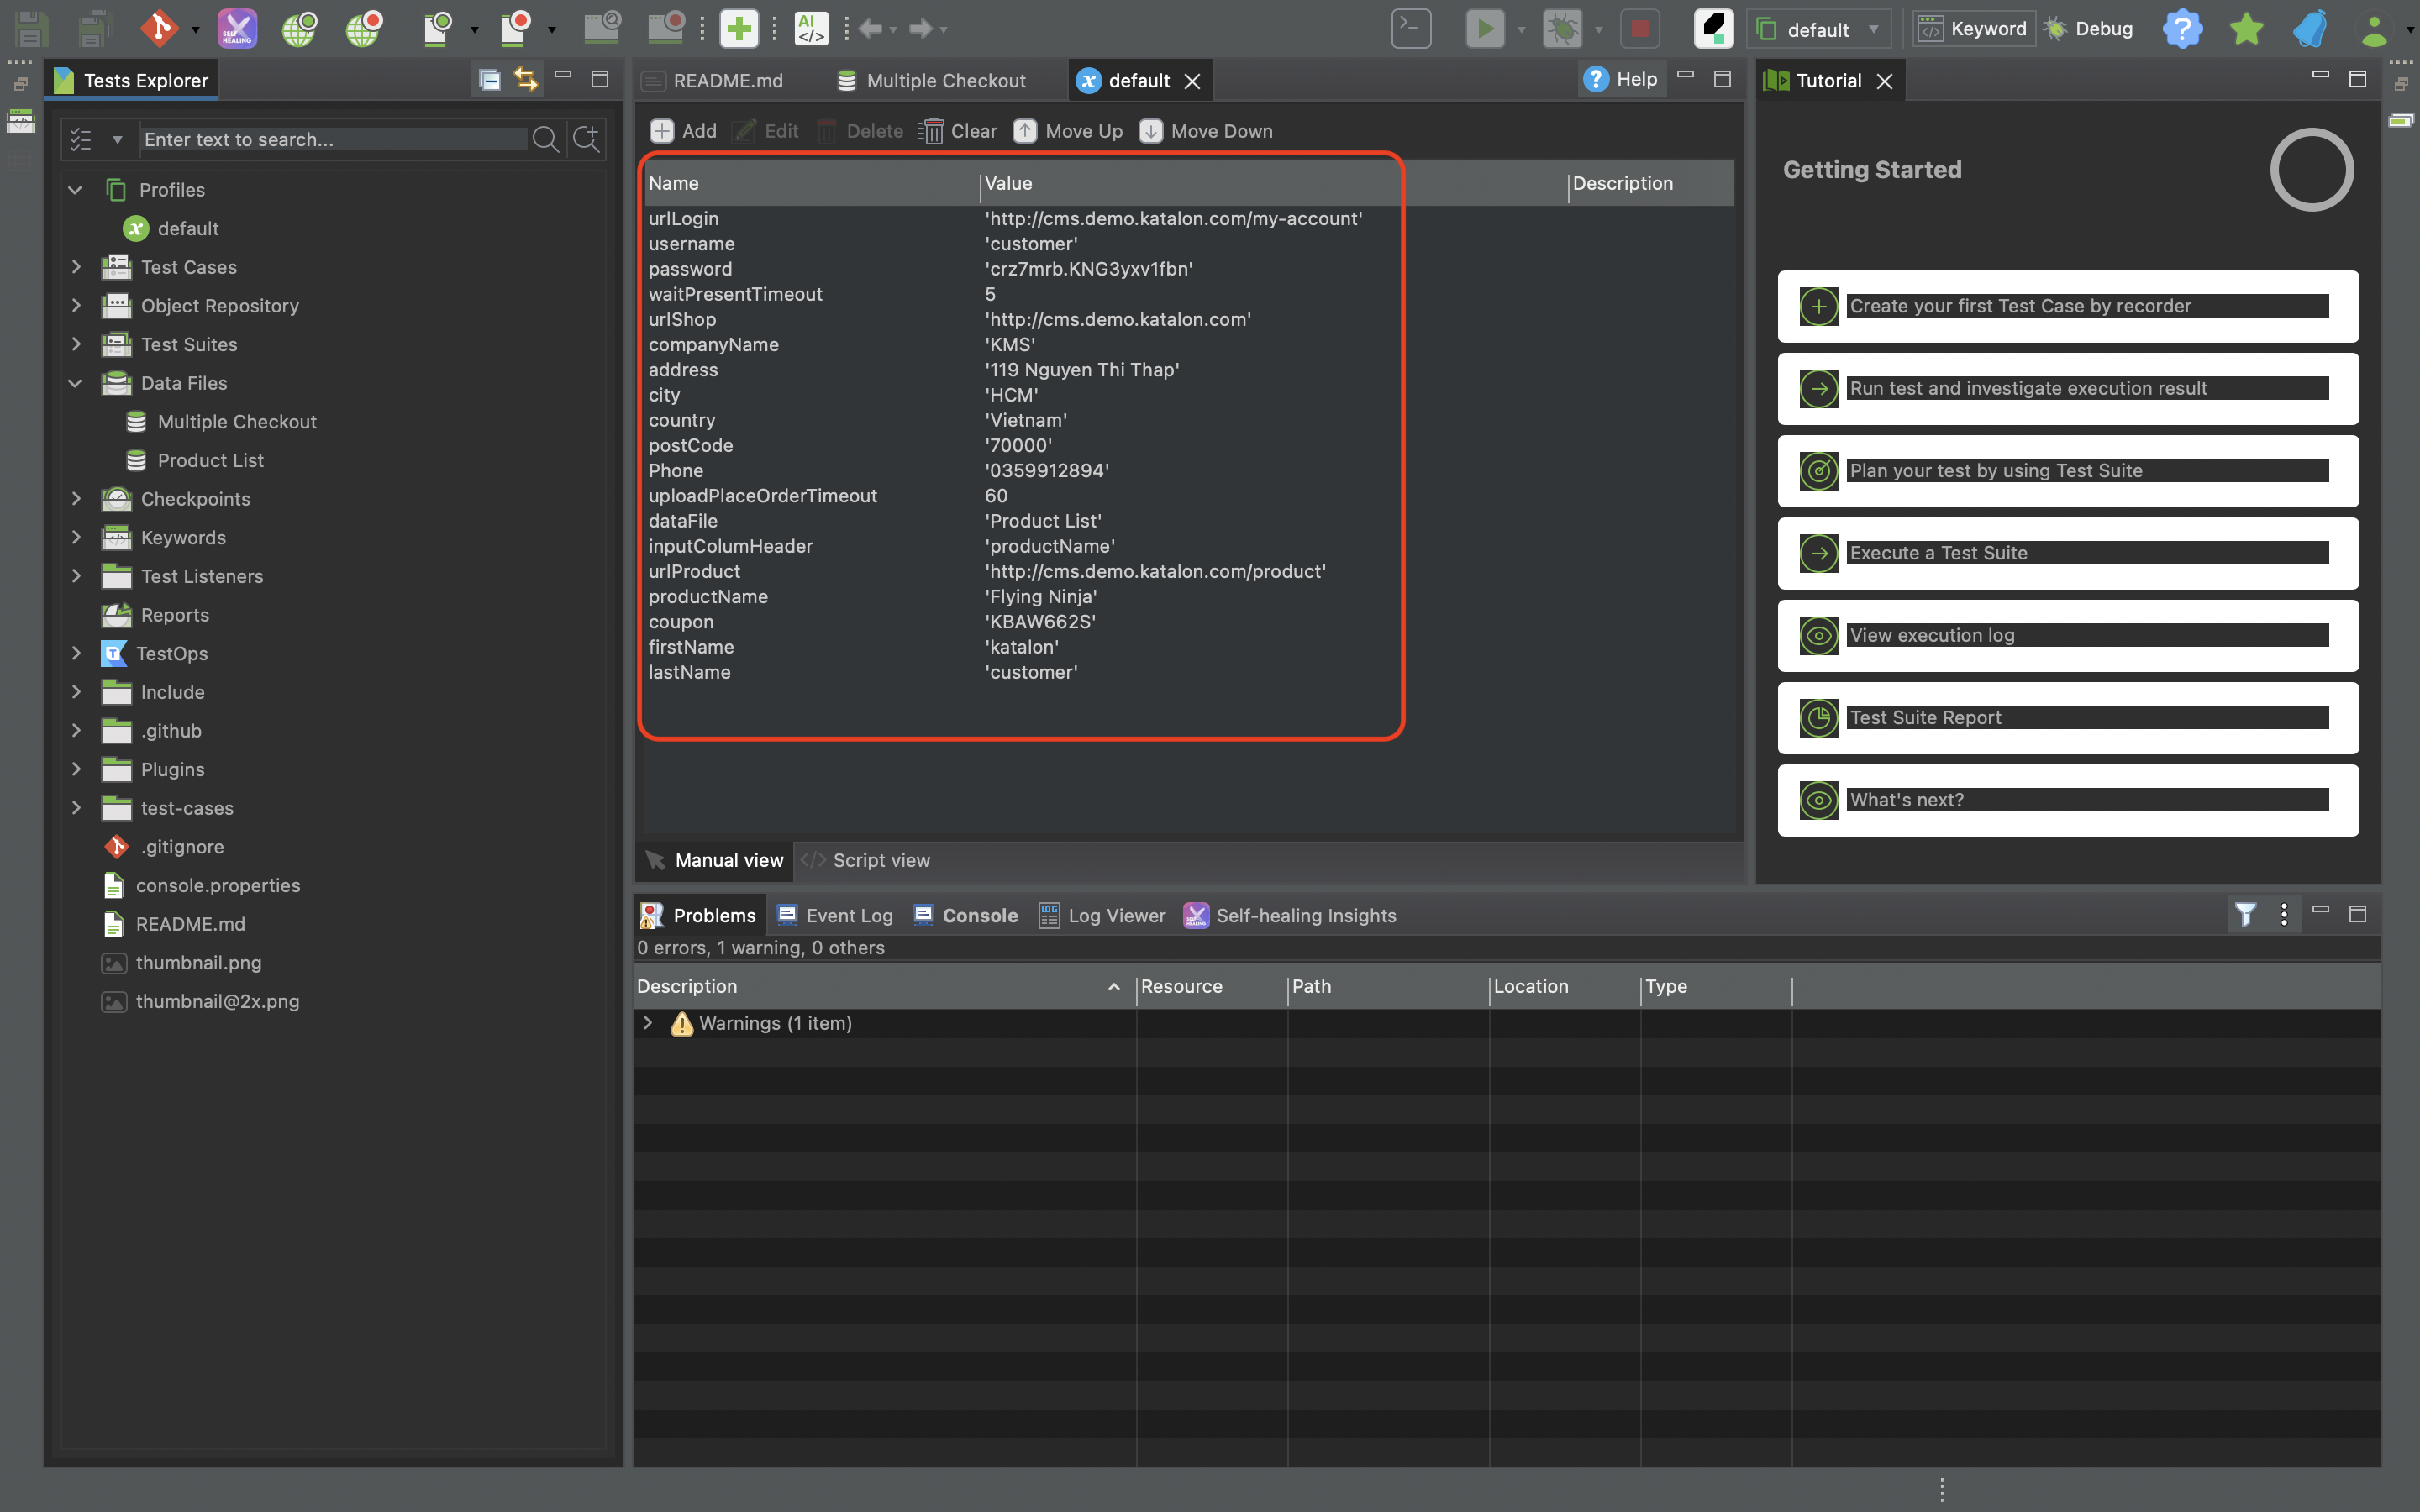 SELF HEALING
AI </>
default
Keyword
Debug
Tests Explorer
Enter text to search...
Profiles
default
Test Cases
Object Repository
Test Suites
Data Files
Multiple Checkout
Product List
Checkpoints
Keywords
Test Listeners
Reports
TestOps
Include
.github
Plugins
test-cases
.gitignore
console.properties
README.md
thumbnail.png
thumbnail@2x.png
README.md
Multiple Checkout
default
Help
Add
Edit
Delete
Clear
Move Up
Move Down
Name Value Description
urlLogin 'http://cms.demo.katalon.com/my-account'
username 'customer'
password 'crz7mrb.KNG3yxv1fbn'
waitPresentTimeout 5
urlShop 'http://cms.demo.katalon.com'
companyName 'KMS'
address '119 Nguyen Thi Thap'
city 'HCM'
country 'Vietnam'
postCode '70000'
Phone '0359912894'
uploadPlaceOrderTimeout 60
dataFile 'Product List'
inputColumHeader 'productName'
urlProduct 'http://cms.demo.katalon.com/product'
productName 'Flying Ninja'
coupon 'KBAW662S'
firstName 'katalon'
lastName 'customer'
Manual view
Script view
Tutorial
Getting Started
Create your first Test Case by recorder
Run test and investigate execution result
Plan your test by using Test Suite
Execute a Test Suite
View execution log
Test Suite Report
What's next?
Problems
Event Log
Console
Log Viewer
Self-healing Insights
0 errors, 1 warning, 0 others
Description Resource Path Location Type
Warnings (1 item)